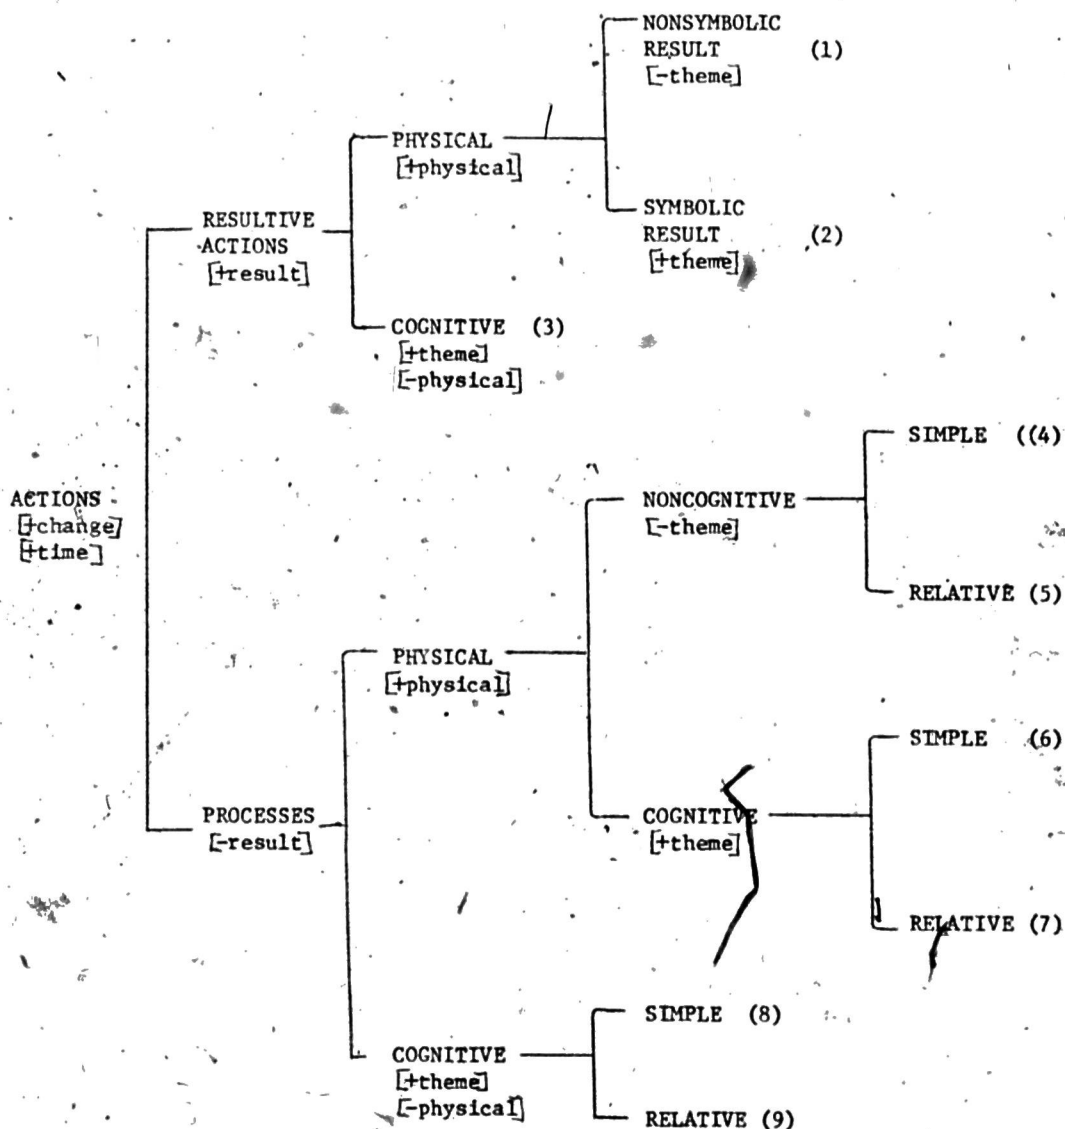 NONSYMBOLIC
RESULT (1)
[-theme]
PHYSICAL
[+physical]
SYMBOLIC
RESULT (2)
[+theme]
RESULTIVE
ACTIONS
[+result]
COGNITIVE (3)
[+theme]
[-physical]
SIMPLE ((4)
ACTIONS
[+change]
[+time]
NONCOGNITIVE
[-theme]
RELATIVE (5)
PHYSICAL
[+physical]
SIMPLE (6)
PROCESSES
[-result]
COGNITIVE
[+theme]
RELATIVE (7)
SIMPLE (8)
COGNITIVE
[+theme]
[-physical]
RELATIVE (9)